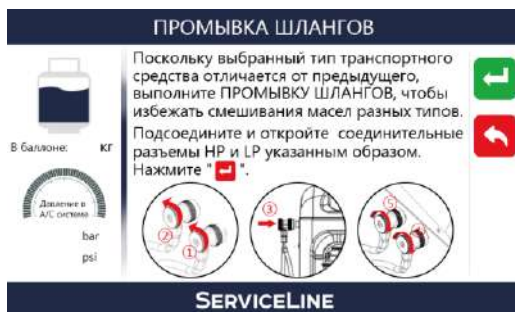 ПРОМЫВКА ШЛАНГОВ
Поскольку выбранный тип транспортного
средства отличается от предыдущего,
выполните ПРОМЫВКУ ШЛАНГОВ, чтобы
избежать смешивания масел разных типов.
Подсоедините и откройте соединительные
разъемы HP и LP указанным образом.
Нажмите " ".
В баллоне: кг
Давление в
A/C системе
bar
psi
② ① ③ ⑤
SERVICELINE